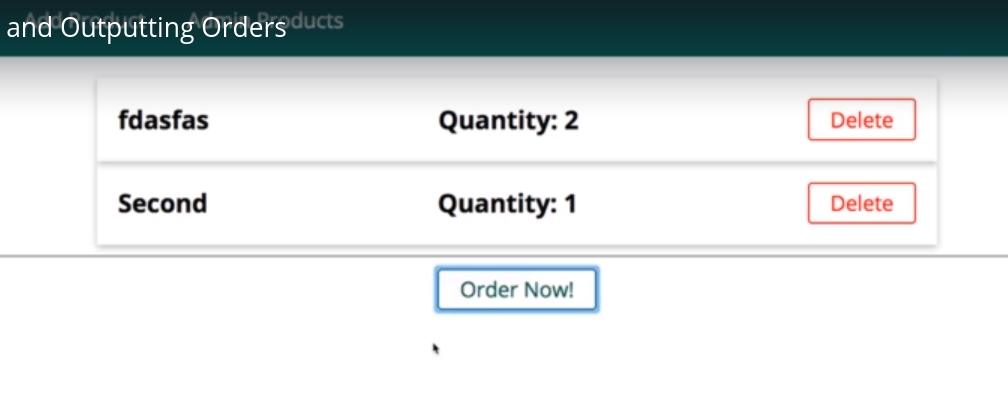 Add Product Admin Products
and Outputting Orders
fdasfas Quantity: 2 Delete
Second Quantity: 1 Delete
Order Now!